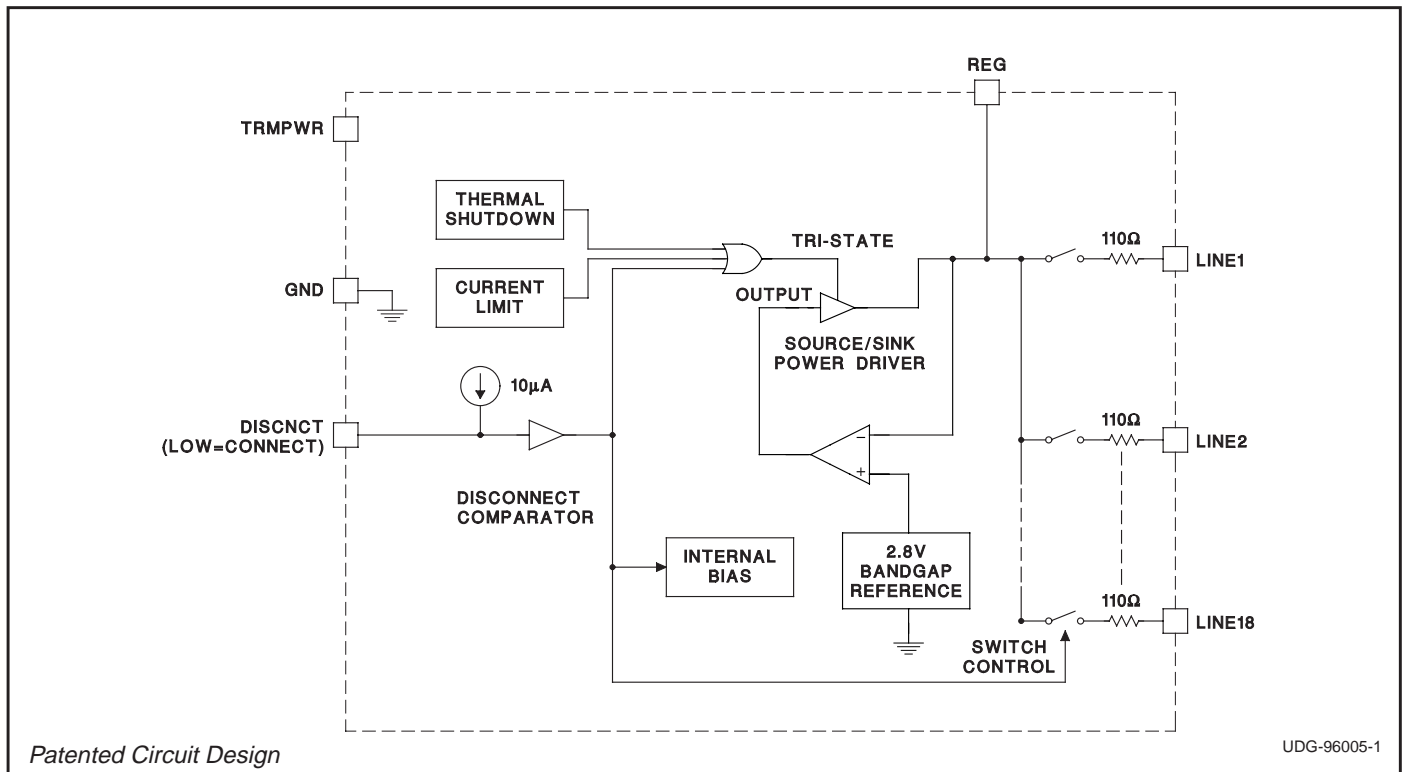 REG
TRMPWR
THERMAL
SHUTDOWN
TRI-STATE
110Ω
LINE1
GND
CURRENT
LIMIT
OUTPUT
SOURCE/SINK
POWER DRIVER
10µA
DISCNCT
(LOW=CONNECT)
110Ω
LINE2
−
+
DISCONNECT
COMPARATOR
INTERNAL
BIAS
2.8V
BANDGAP
REFERENCE
110Ω
LINE18
SWITCH
CONTROL
Patented Circuit Design
UDG-96005-1